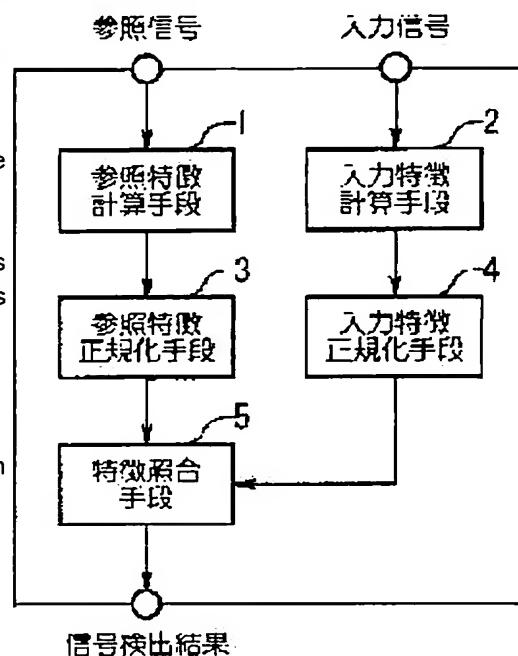 参照信号
入力信号
1
2
e
参照特徴
計算手段
入力特徴
計算手段
s
s
3
4
参照特徴
正規化手段
入力特徴
正規化手段
5
n
特徴照合
手段
信号検出結果